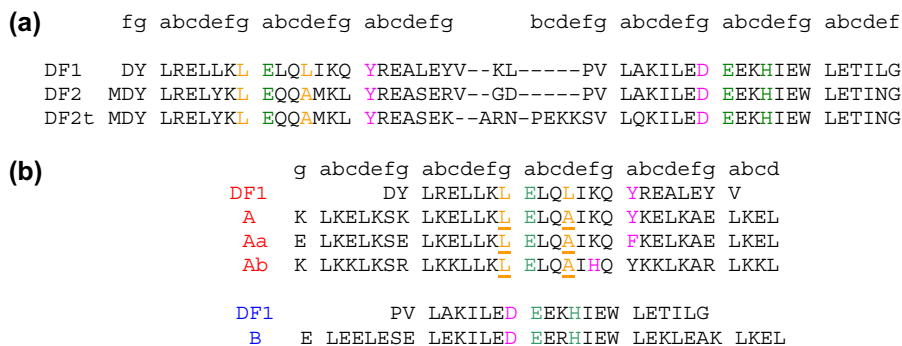 (a) fg abcdefg abcdefg abcdefg bcdefg abcdefg abcdefg abcdef
DF1 DY LRELLKL ELQLIKQ YREALEYV--KL-----PV LAKILED EEKHIEW LETILG
DF2 MDY LRELYKL EQQAMKL YREASERV--GD-----PV LAKILED EEKHIEW LETING
DF2t MDY LRELYKL EQQAMKL YREASEK---ARN-PEKKSV LQKILED EEKHIEW LETING
(b) g abcdefg abcdefg abcdefg abcdefg abcd
DF1 DY LRELLKL ELQLIKQ YREALEY V
A K LKELKSK LKELLKL ELQAIKQ YKELKAE LKEL
Aa E LKELKSE LKELLKL ELQAIKQ FKELKAE LKEL
Ab K LKKLKSR LKKLLKL ELQAIHQ YKKLKAR LKKL
DF1 PV LAKILED EEKHIEW LETILG
B E LEELESE LEKILED EERHIEW LEKLEAK LKEL